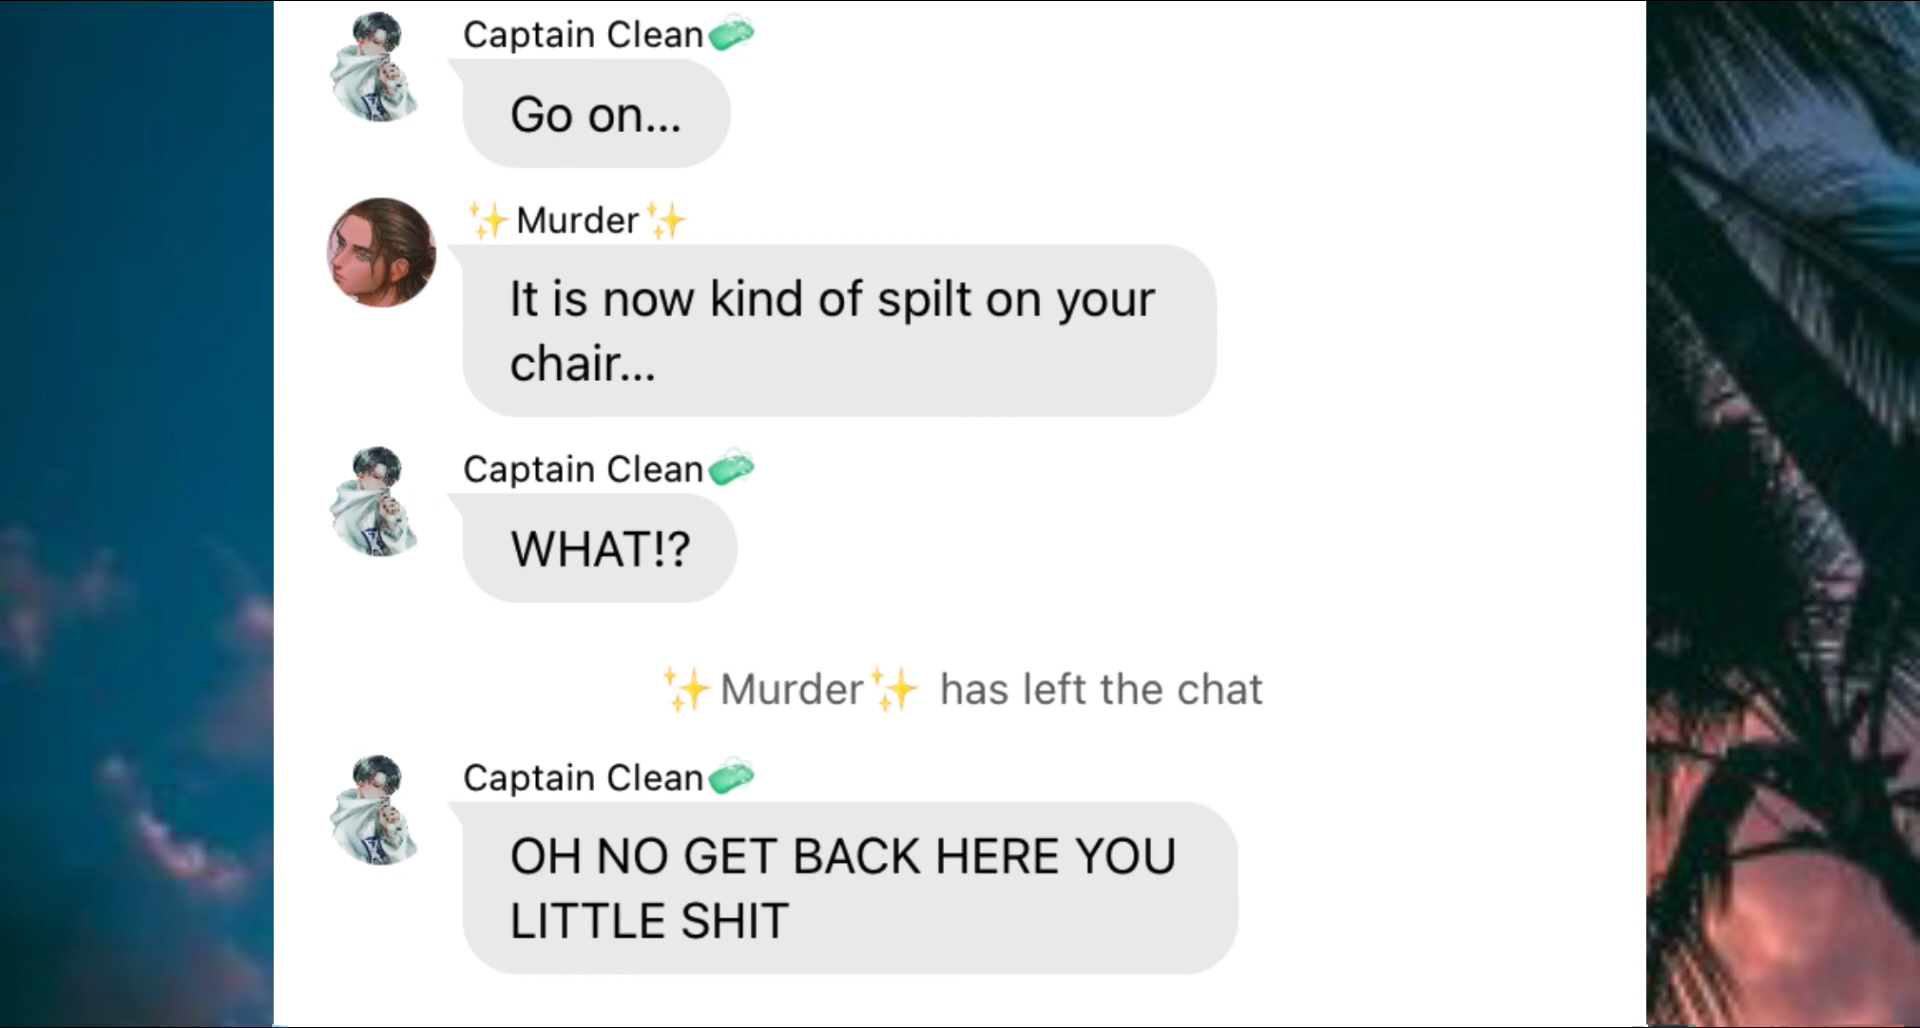 Captain Clean🧼
Go on...
✨Murder✨
It is now kind of spilt on your
chair...
Captain Clean🧼
WHAT!?
✨Murder✨ has left the chat
Captain Clean🧼
OH NO GET BACK HERE YOU
LITTLE SHIT